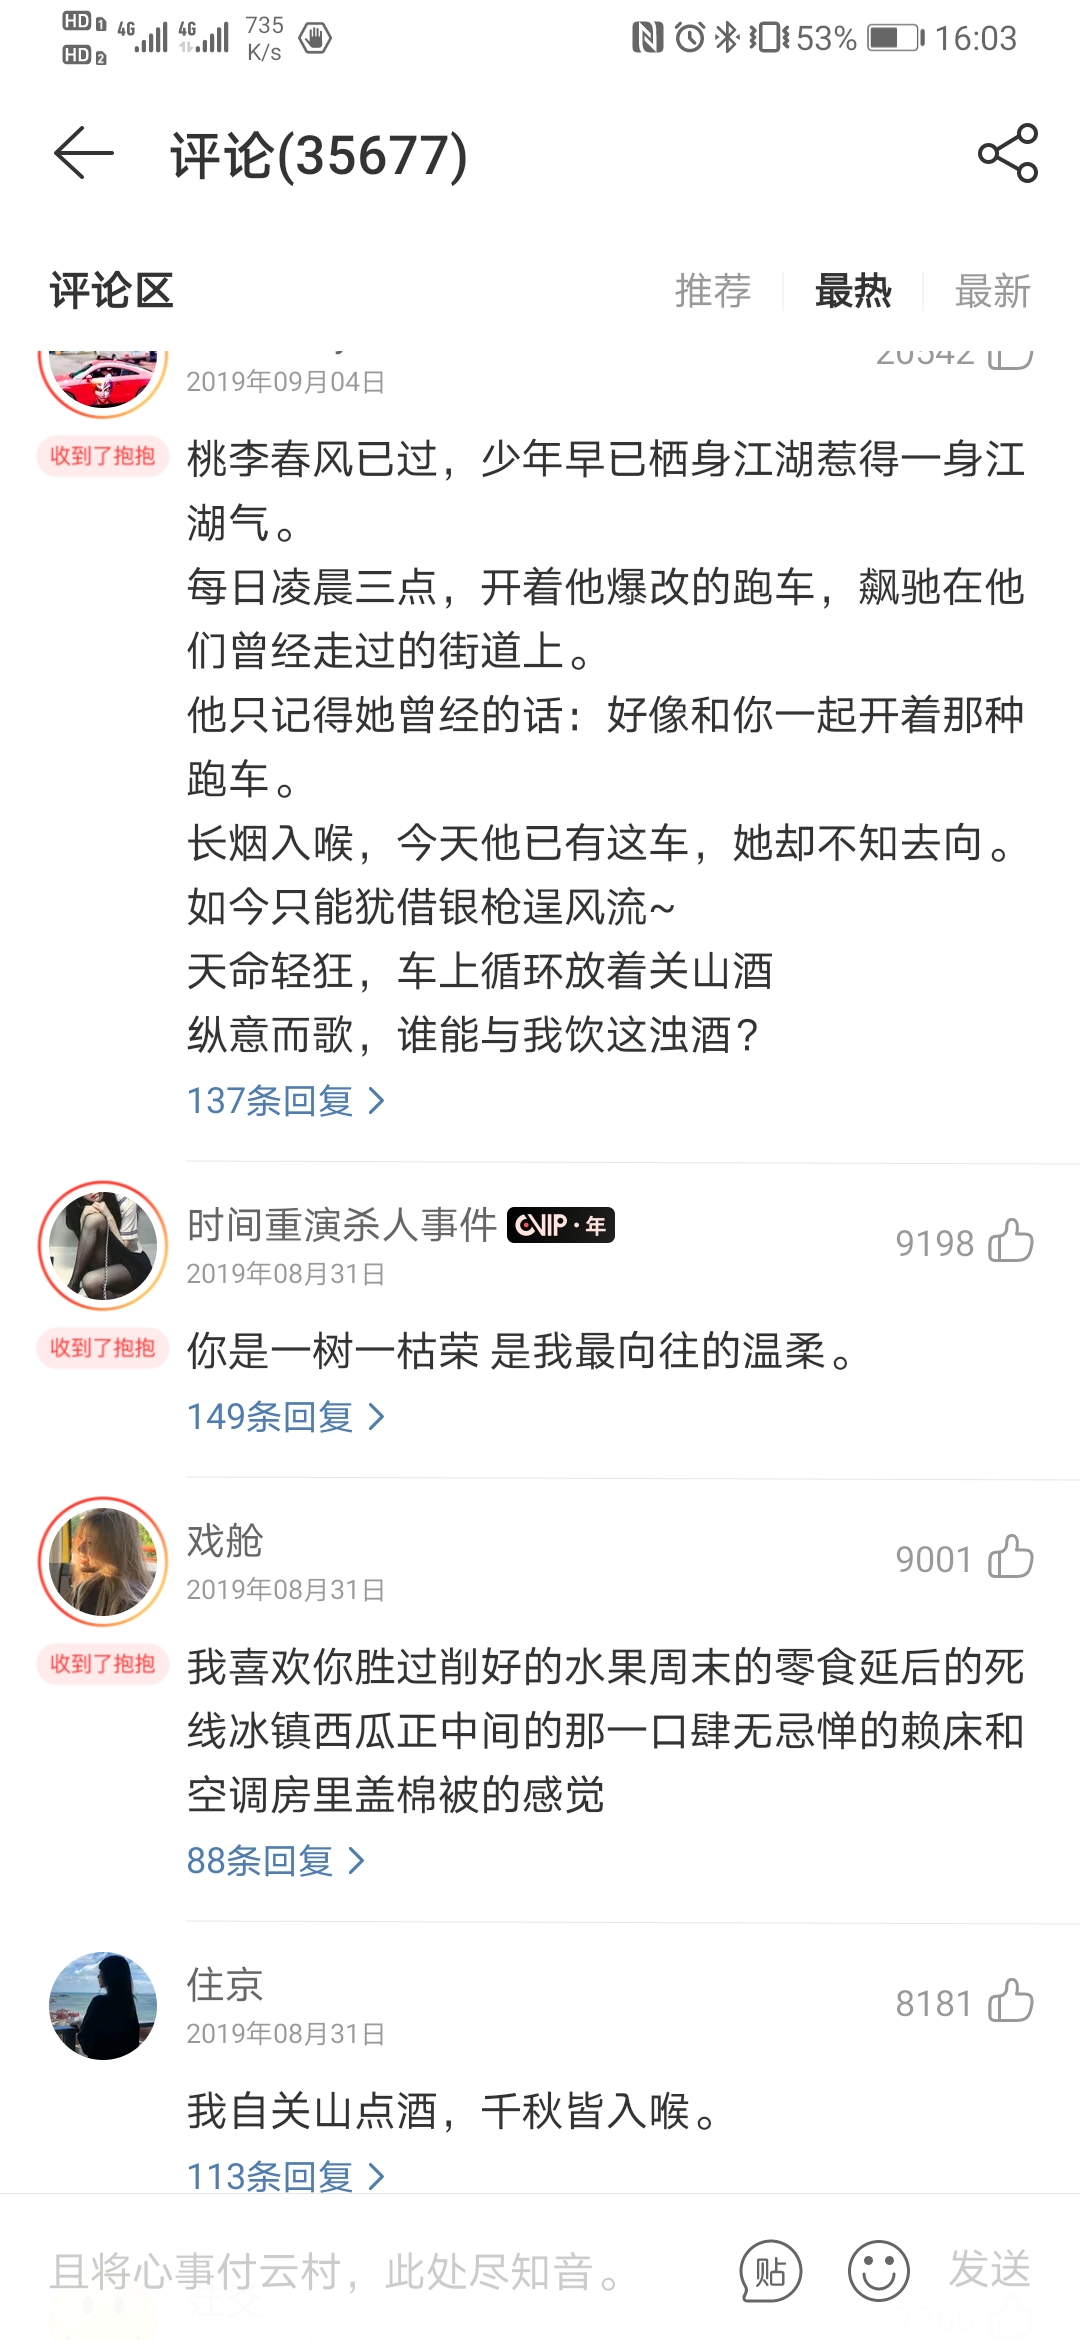 HD 1 4G 4G 735 K/s 53% 16:03
HD 2
评论(35677)
评论区 推荐 最热 最新
20542
2019年09月04日
收到了抱抱
桃李春风已过，少年早已栖身江湖惹得一身江
湖气。
每日凌晨三点，开着他爆改的跑车，飙驰在他
们曾经走过的街道上。
他只记得她曾经的话：好像和你一起开着那种
跑车。
长烟入喉，今天他已有这车，她却不知去向。
如今只能犹借银枪逞风流~
天命轻狂，车上循环放着关山酒
纵意而歌，谁能与我饮这浊酒？
137条回复
时间重演杀人事件 VIP·年
9198
2019年08月31日
收到了抱抱
你是一树一枯荣 是我最向往的温柔。
149条回复
戏舱
9001
2019年08月31日
收到了抱抱
我喜欢你胜过削好的水果周末的零食延后的死
线冰镇西瓜正中间的那一口肆无忌惮的赖床和
空调房里盖棉被的感觉
88条回复
住京
8181
2019年08月31日
我自关山点酒，千秋皆入喉。
113条回复
且将心事付云村，此处尽知音。 贴 发送